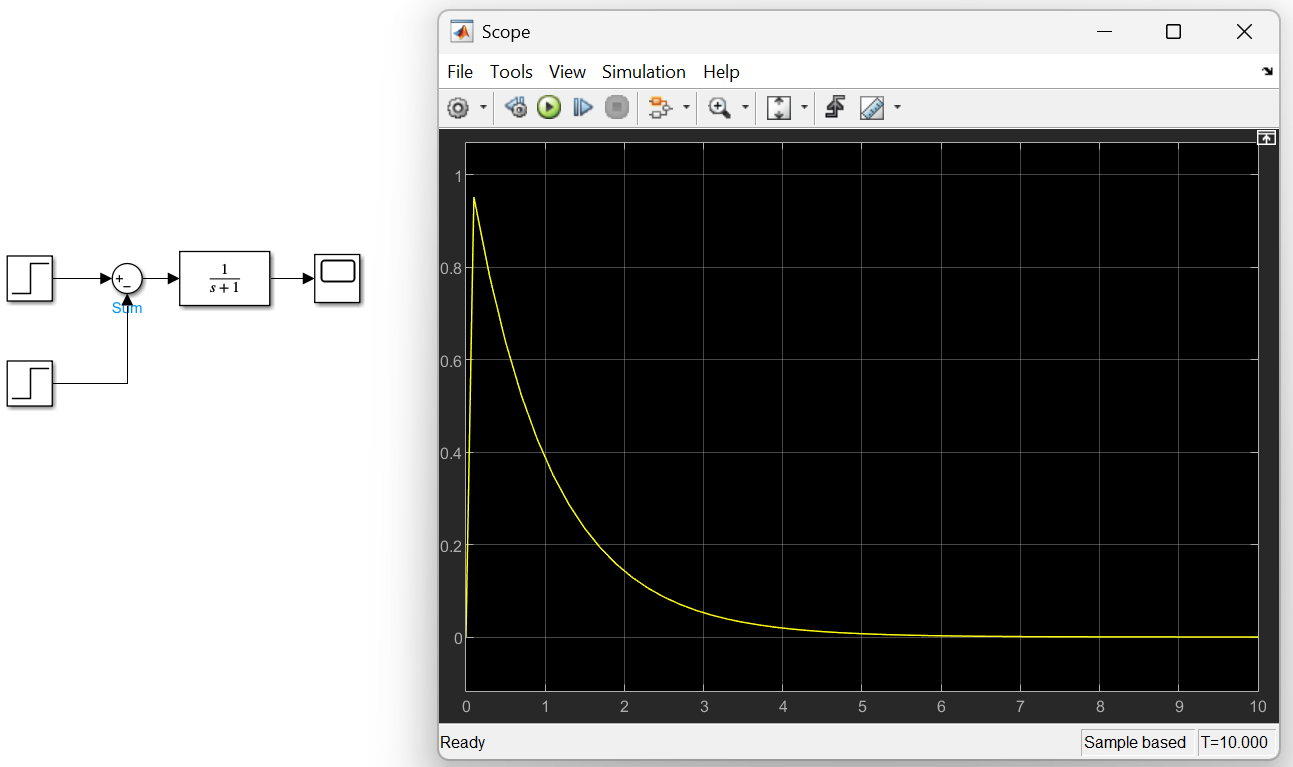 Scope
File Tools View Simulation Help
1
0.8
0.6
0.4
0.2
0
0 1 2 3 4 5 6 7 8 9 10
Ready Sample based T=10.000
+
−
Sum
1
s + 1